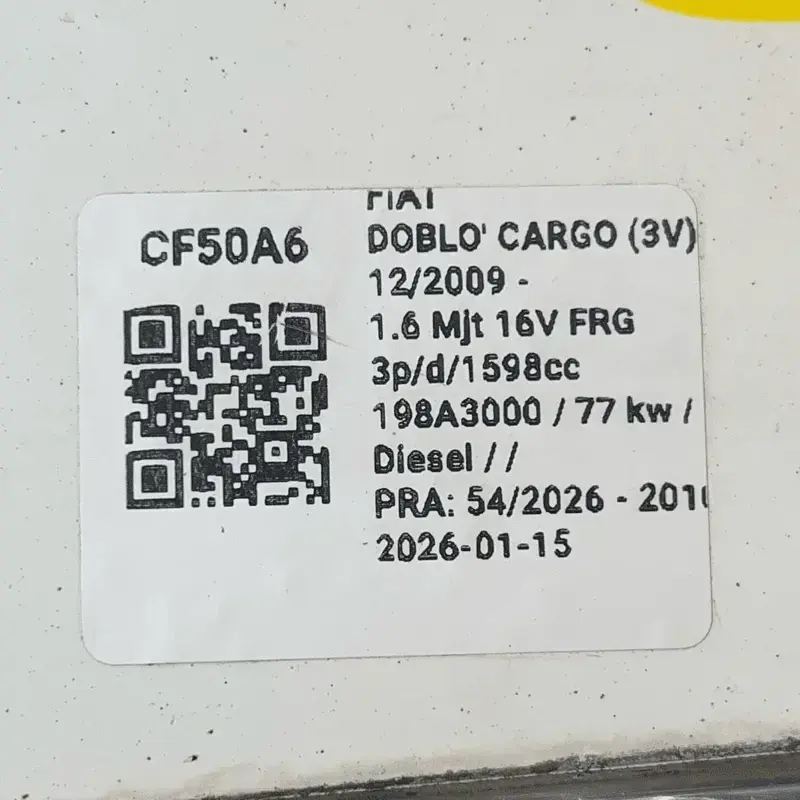 CF50A6
FIAT
DOBLO' CARGO (3V)
12/2009 -
1.6 Mjt 16V FRG
3p/d/1598cc
198A3000 / 77 kw /
Diesel / /
PRA: 54/2026 -
2026-01-15